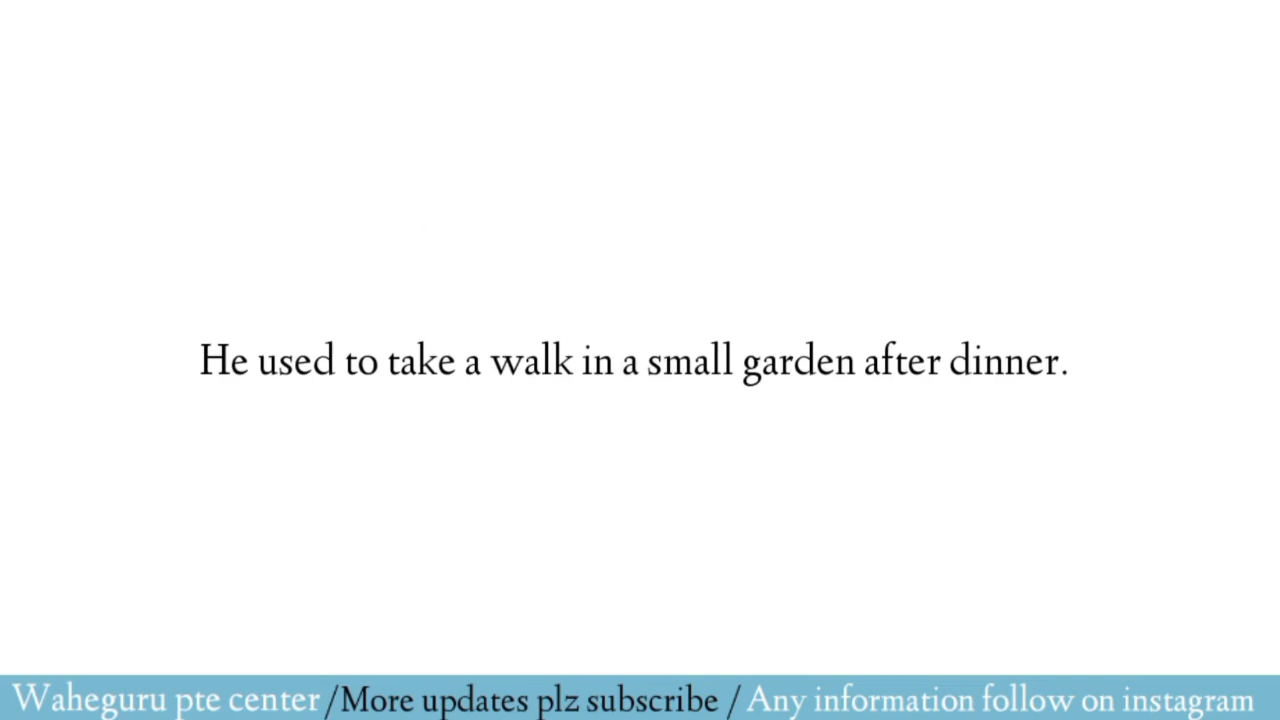 He used to take a walk in a small garden after dinner.
Waheguru pte center /More updates plz subscribe / Any information follow on instagram